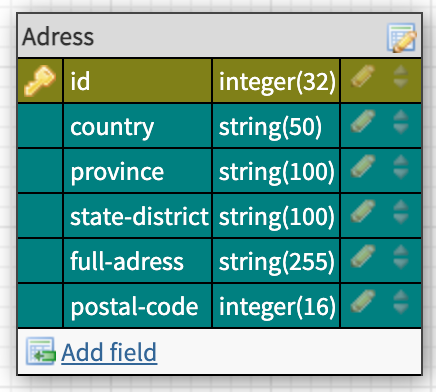 Adress
id integer(32)
country string(50)
province string(100)
state-district string(100)
full-adress string(255)
postal-code integer(16)
Add field